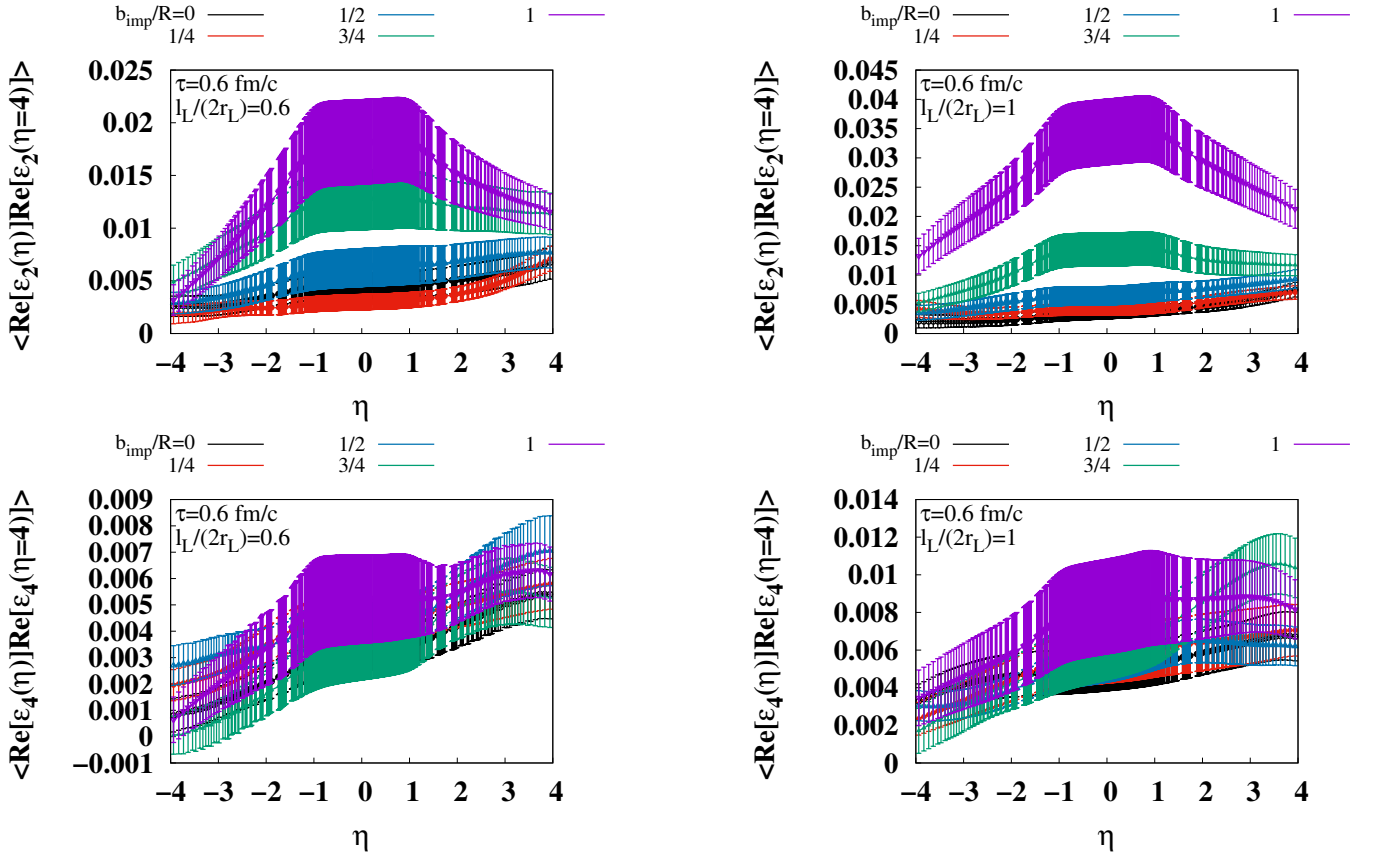 b_imp/R=0 1/2 1
1/4 3/4
<Re[ε_2(η)]Re[ε_2(η=4)]>
0.025
0.02
0.015
0.01
0.005
0
τ=0.6 fm/c
l_L/(2r_L)=0.6
−4 −3 −2 −1 0 1 2 3 4
η
b_imp/R=0 1/2 1
1/4 3/4
<Re[ε_2(η)]Re[ε_2(η=4)]>
0.045
0.04
0.035
0.03
0.025
0.02
0.015
0.01
0.005
0
τ=0.6 fm/c
l_L/(2r_L)=1
−4 −3 −2 −1 0 1 2 3 4
η
b_imp/R=0 1/2 1
1/4 3/4
<Re[ε_4(η)]Re[ε_4(η=4)]>
0.009
0.008
0.007
0.006
0.005
0.004
0.003
0.002
0.001
0
−0.001
τ=0.6 fm/c
l_L/(2r_L)=0.6
−4 −3 −2 −1 0 1 2 3 4
η
b_imp/R=0 1/2 1
1/4 3/4
<Re[ε_4(η)]Re[ε_4(η=4)]>
0.014
0.012
0.01
0.008
0.006
0.004
0.002
0
τ=0.6 fm/c
l_L/(2r_L)=1
−4 −3 −2 −1 0 1 2 3 4
η